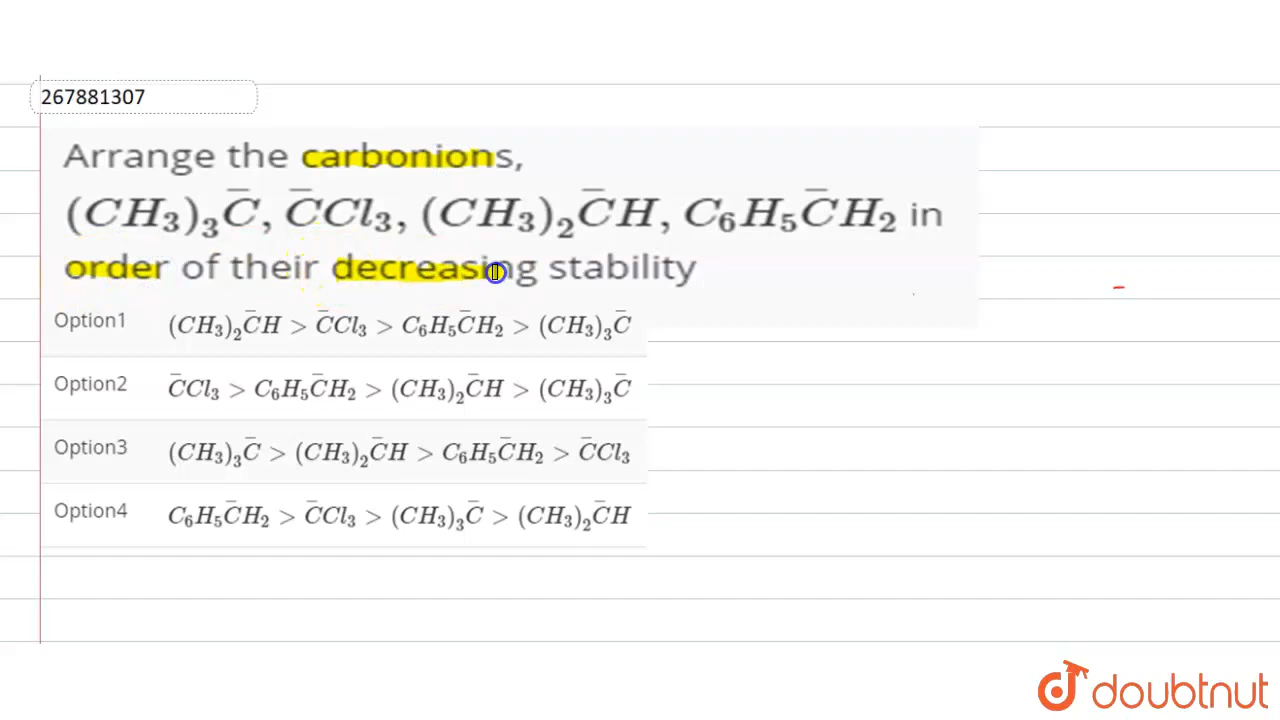 267881307
Arrange the carbonions,
(CH₃)₃C̅, C̅Cl₃, (CH₃)₂C̅H, C₆H₅C̅H₂ in
order of their decreasing stability
Option1 (CH₃)₂C̅H > C̅Cl₃ > C₆H₅C̅H₂ > (CH₃)₃C̅
Option2 C̅Cl₃ > C₆H₅C̅H₂ > (CH₃)₂C̅H > (CH₃)₃C̅
Option3 (CH₃)₃C̅ > (CH₃)₂C̅H > C₆H₅C̅H₂ > C̅Cl₃
Option4 C₆H₅C̅H₂ > C̅Cl₃ > (CH₃)₃C̅ > (CH₃)₂C̅H
doubtnut